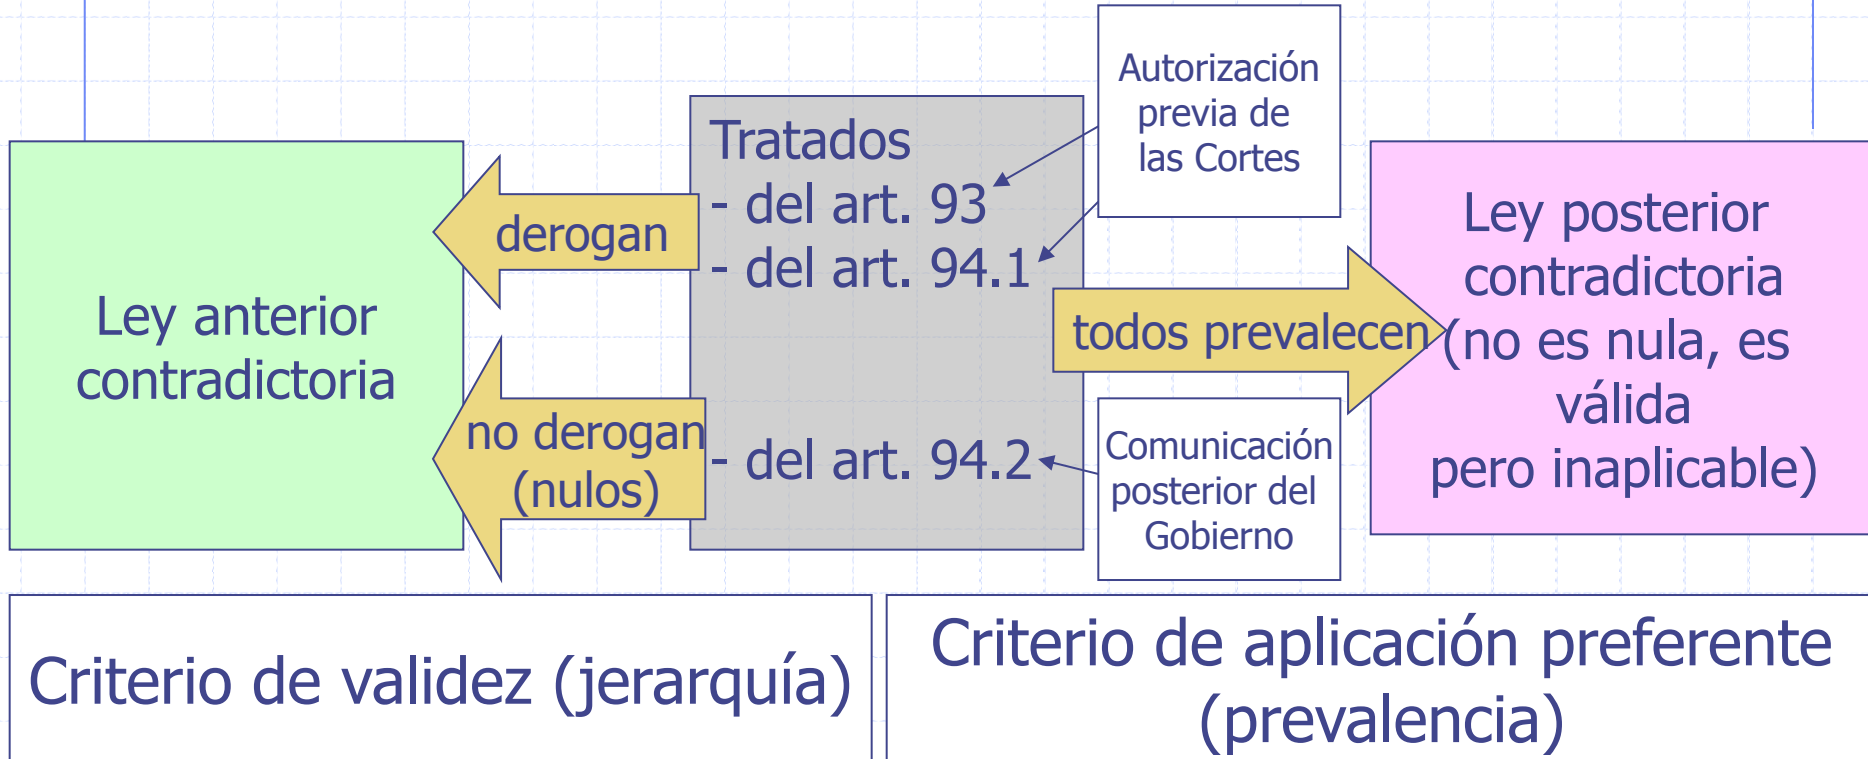 Ley anterior
contradictoria
derogan
no derogan
(nulos)
Tratados
- del art. 93
- del art. 94.1
- del art. 94.2
Autorización
previa de
las Cortes
todos prevalecen
Comunicación
posterior del
Gobierno
Ley posterior
contradictoria
(no es nula, es
válida
pero inaplicable)
Criterio de validez (jerarquía)
Criterio de aplicación preferente
(prevalencia)